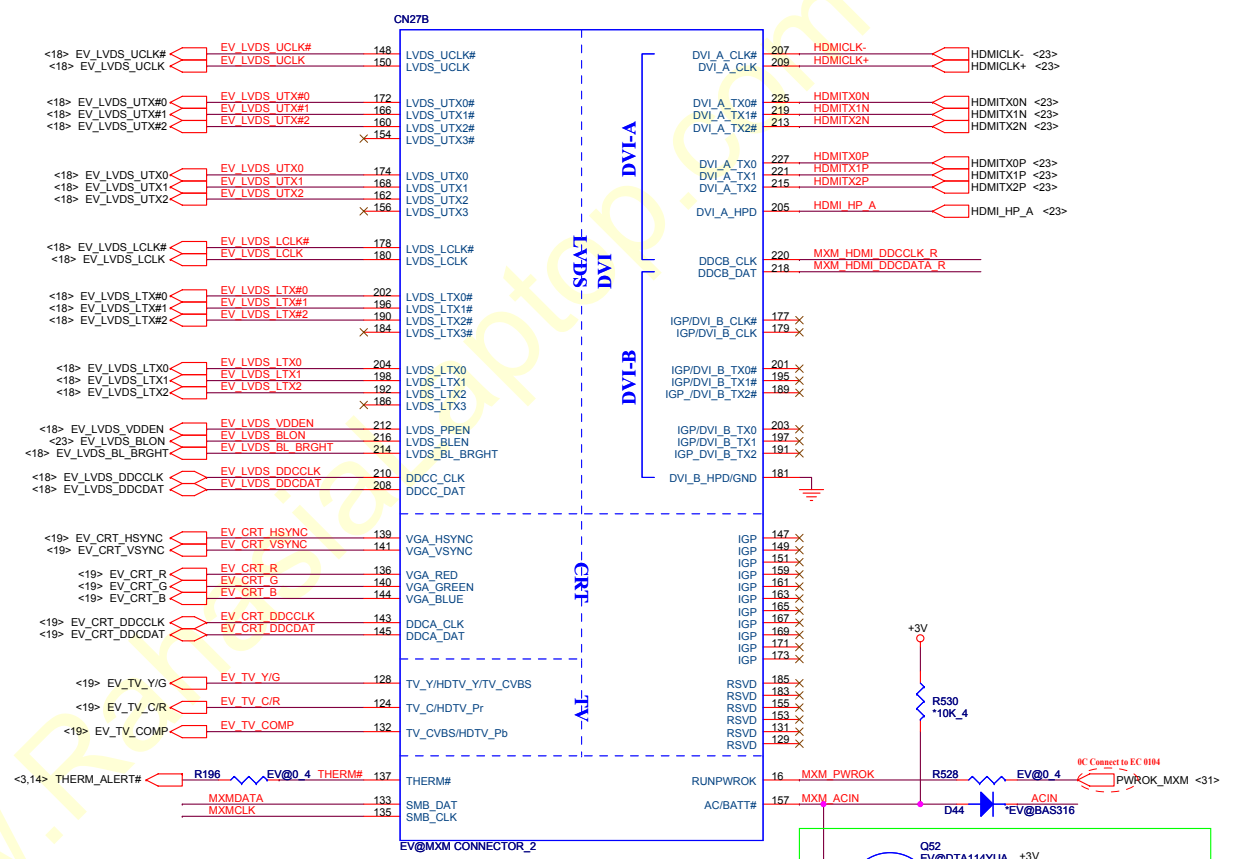 CN27B
<18> EV_LVDS_UCLK# EV_LVDS_UCLK# 148 LVDS_UCLK#
<18> EV_LVDS_UCLK EV_LVDS_UCLK 150 LVDS_UCLK
<18> EV_LVDS_UTX#0 EV_LVDS_UTX#0 172 LVDS_UTX0#
<18> EV_LVDS_UTX#1 EV_LVDS_UTX#1 166 LVDS_UTX1#
<18> EV_LVDS_UTX#2 EV_LVDS_UTX#2 160 LVDS_UTX2#
154 LVDS_UTX3#
<18> EV_LVDS_UTX0 EV_LVDS_UTX0 174 LVDS_UTX0
<18> EV_LVDS_UTX1 EV_LVDS_UTX1 168 LVDS_UTX1
<18> EV_LVDS_UTX2 EV_LVDS_UTX2 162 LVDS_UTX2
156 LVDS_UTX3
<18> EV_LVDS_LCLK# EV_LVDS_LCLK# 178 LVDS_LCLK#
<18> EV_LVDS_LCLK EV_LVDS_LCLK 180 LVDS_LCLK
<18> EV_LVDS_LTX#0 EV_LVDS_LTX#0 202 LVDS_LTX0#
<18> EV_LVDS_LTX#1 EV_LVDS_LTX#1 196 LVDS_LTX1#
<18> EV_LVDS_LTX#2 EV_LVDS_LTX#2 190 LVDS_LTX2#
184 LVDS_LTX3#
<18> EV_LVDS_LTX0 EV_LVDS_LTX0 204 LVDS_LTX0
<18> EV_LVDS_LTX1 EV_LVDS_LTX1 198 LVDS_LTX1
<18> EV_LVDS_LTX2 EV_LVDS_LTX2 192 LVDS_LTX2
186 LVDS_LTX3
<18> EV_LVDS_VDDEN EV_LVDS_VDDEN 212 LVDS_PPEN
<23> EV_LVDS_BLON EV_LVDS_BLON 216 LVDS_BLEN
<18> EV_LVDS_BL_BRGHT EV_LVDS_BL_BRGHT 214 LVDS_BL_BRGHT
<18> EV_LVDS_DDCCLK EV_LVDS_DDCCLK 210 DDCC_CLK
<18> EV_LVDS_DDCDAT EV_LVDS_DDCDAT 208 DDCC_DAT
<19> EV_CRT_HSYNC EV_CRT_HSYNC 139 VGA_HSYNC
<19> EV_CRT_VSYNC EV_CRT_VSYNC 141 VGA_VSYNC
<19> EV_CRT_R EV_CRT_R 136 VGA_RED
<19> EV_CRT_G EV_CRT_G 140 VGA_GREEN
<19> EV_CRT_B EV_CRT_B 144 VGA_BLUE
<19> EV_CRT_DDCCLK EV_CRT_DDCCLK 143 DDCA_CLK
<19> EV_CRT_DDCDAT EV_CRT_DDCDAT 145 DDCA_DAT
<19> EV_TV_Y/G EV_TV_Y/G 128 TV_Y/HDTV_Y/TV_CVBS
<19> EV_TV_C/R EV_TV_C/R 124 TV_C/HDTV_Pr
<19> EV_TV_COMP EV_TV_COMP 132 TV_CVBS/HDTV_Pb
<3,14> THERM_ALERT# R196 EV@0_4 THERM# 137 THERM#
MXMDATA 133 SMB_DAT
MXMCLK 135 SMB_CLK
EV@MXM CONNECTOR_2
LVDS
DVI
CRT
TV
DVI-A
DVI-B
DVI_A_CLK# 207 HDMICLK- HDMICLK- <23>
DVI_A_CLK 209 HDMICLK+ HDMICLK+ <23>
DVI_A_TX0# 225 HDMITX0N HDMITX0N <23>
DVI_A_TX1# 219 HDMITX1N HDMITX1N <23>
DVI_A_TX2# 213 HDMITX2N HDMITX2N <23>
DVI_A_TX0 227 HDMITX0P HDMITX0P <23>
DVI_A_TX1 221 HDMITX1P HDMITX1P <23>
DVI_A_TX2 215 HDMITX2P HDMITX2P <23>
DVI_A_HPD 205 HDMI_HP_A HDMI_HP_A <23>
DDCB_CLK 220 MXM_HDMI_DDCCLK_R
DDCB_DAT 218 MXM_HDMI_DDCDATA_R
IGP/DVI_B_CLK# 177
IGP/DVI_B_CLK 179
IGP/DVI_B_TX0# 201
IGP/DVI_B_TX1# 195
IGP_/DVI_B_TX2# 189
IGP/DVI_B_TX0 203
IGP/DVI_B_TX1 197
IGP_DVI_B_TX2 191
DVI_B_HPD/GND 181
IGP 147
IGP 149
IGP 151
IGP 159
IGP 161
IGP 163
IGP 165
IGP 167
IGP 169
IGP 171
IGP 173
RSVD 185
RSVD 183
RSVD 155
RSVD 153
RSVD 131
RSVD 129
+3V
R530
*10K_4
0C Connect to EC 0104
RUNPWROK 16 MXM_PWROK R528 EV@0_4 PWROK_MXM <31>
AC/BATT# 157 MXM_ACIN D44 *EV@BAS316 ACIN
Q52
EV@DTA114YUA +3V
www.RahasiaLaptop.com